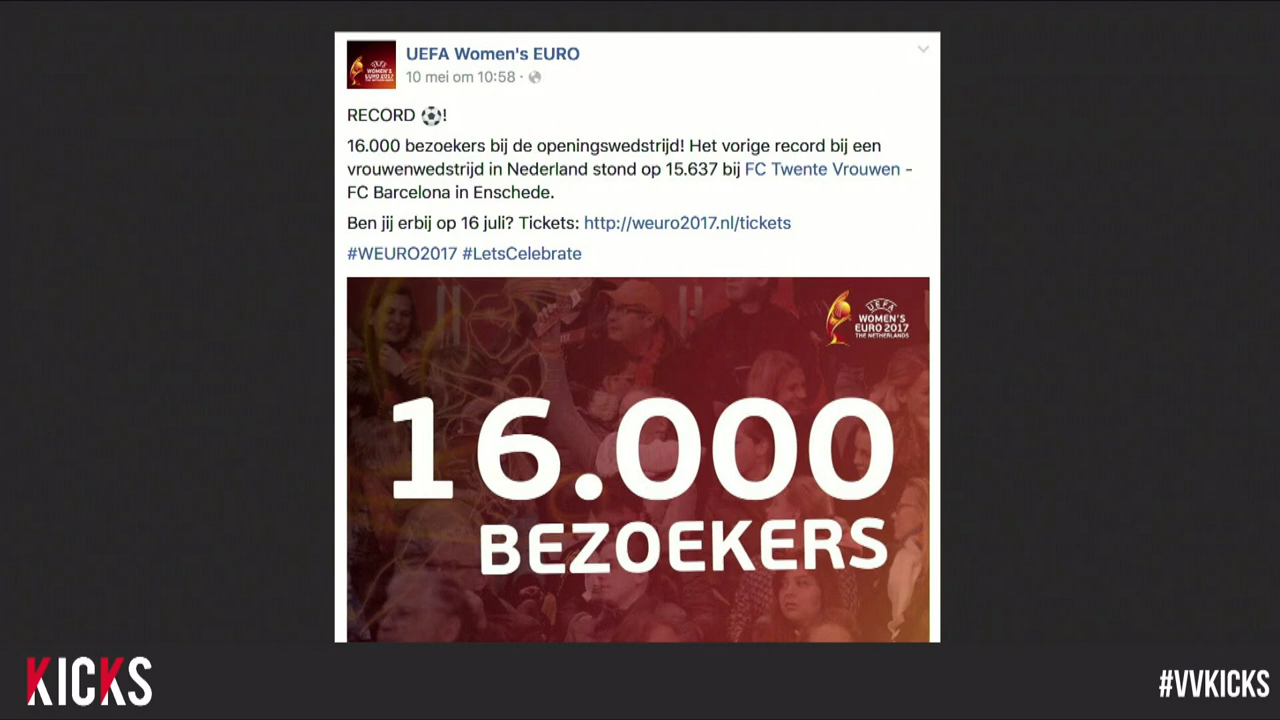 UEFA Women's EURO
10 mei om 10:58 ·
RECORD ⚽!
16.000 bezoekers bij de openingswedstrijd! Het vorige record bij een
vrouwenwedstrijd in Nederland stond op 15.637 bij FC Twente Vrouwen -
FC Barcelona in Enschede.
Ben jij erbij op 16 juli? Tickets: http://weuro2017.nl/tickets
#WEURO2017 #LetsCelebrate
UEFA
WOMEN'S
EURO 2017
THE NETHERLANDS
16.000
BEZOEKERS
KICKS
#VVKICKS